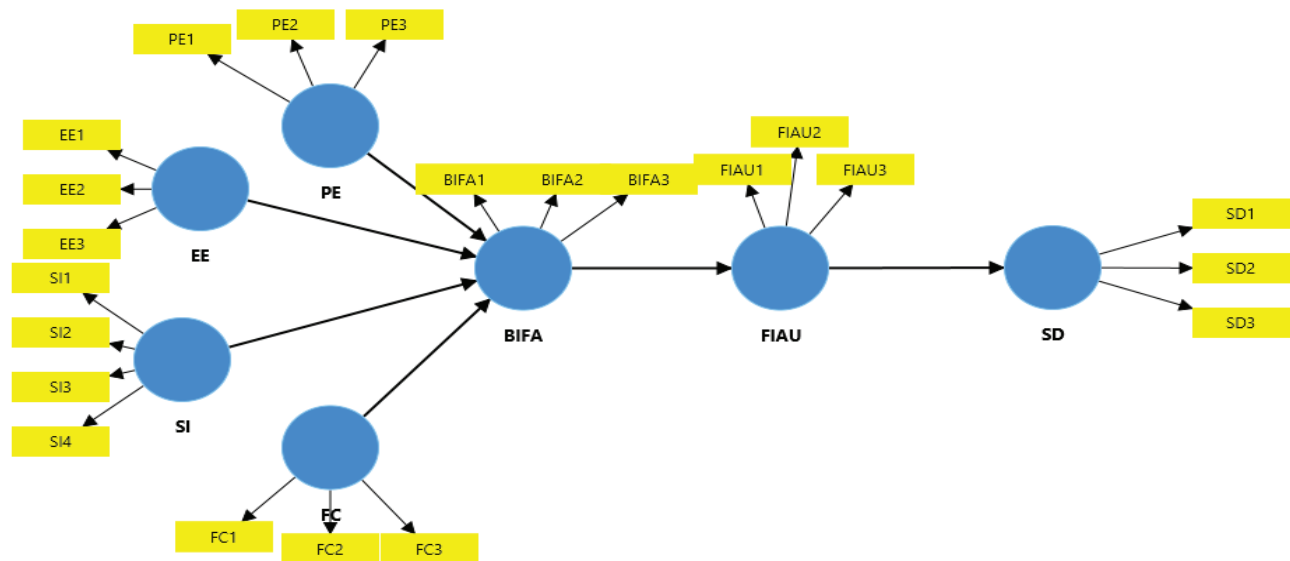 PE1
PE2
PE3
PE
EE1
EE2
EE3
EE
SI1
SI2
SI3
SI4
SI
FC
FC1
FC2
FC3
BIFA1
BIFA2
BIFA3
BIFA
FIAU1
FIAU2
FIAU3
FIAU
SD1
SD2
SD3
SD